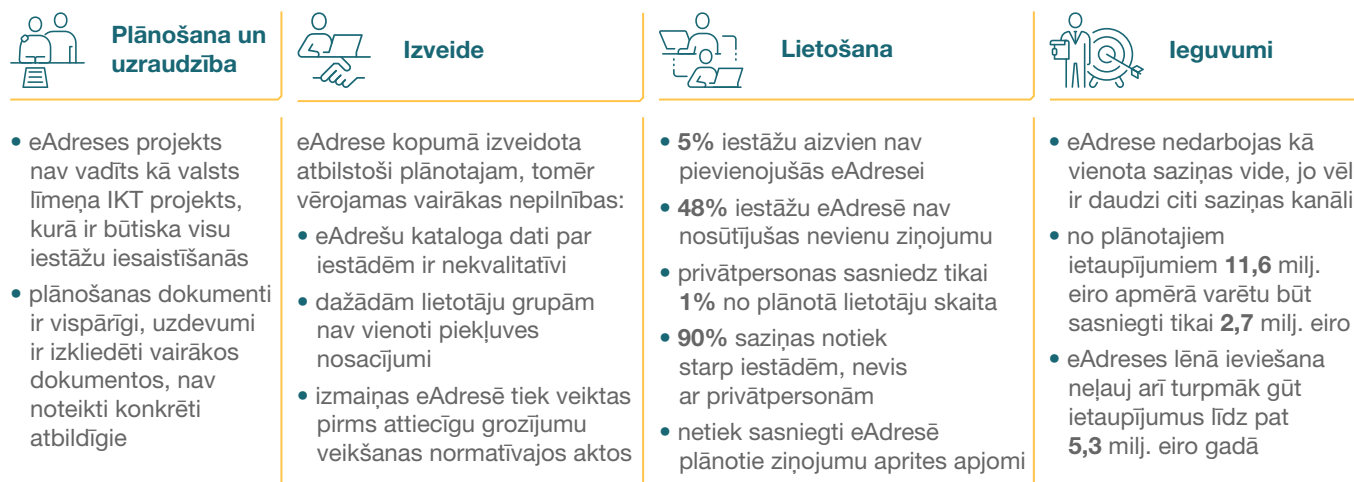 Plānošana un
uzraudzība
• eAdreses projekts
nav vadīts kā valsts
līmeņa IKT projekts,
kurā ir būtiska visu
iestāžu iesaistīšanās
• plānošanas dokumenti
ir vispārīgi, uzdevumi
ir izkliedēti vairākos
dokumentos, nav
noteikti konkrēti
atbildīgie
Izveide
eAdrese kopumā izveidota
atbilstoši plānotajam, tomēr
vērojamas vairākas nepilnības:
• eAdrešu kataloga dati par
iestādēm ir nekvalitatīvi
• dažādām lietotāju grupām
nav vienoti piekļuves
nosacījumi
• izmaiņas eAdresē tiek veiktas
pirms attiecīgu grozījumu
veikšanas normatīvajos aktos
Lietošana
• 5% iestāžu aizvien nav
pievienojušās eAdresei
• 48% iestāžu eAdresē nav
nosūtījušas nevienu ziņojumu
• privātpersonas sasniedz tikai
1% no plānotā lietotāju skaita
• 90% saziņas notiek
starp iestādēm, nevis
ar privātpersonām
• netiek sasniegti eAdresē
plānotie ziņojumu aprites apjomi
Ieguvumi
• eAdrese nedarbojas kā
vienota saziņas vide, jo vēl
ir daudzi citi saziņas kanāli
• no plānotajiem
ietaupījumiem 11,6 milj.
eiro apmērā varētu būt
sasniegti tikai 2,7 milj. eiro
• eAdreses lēnā ieviešana
neļauj arī turpmāk gūt
ietaupījumus līdz pat
5,3 milj. eiro gadā